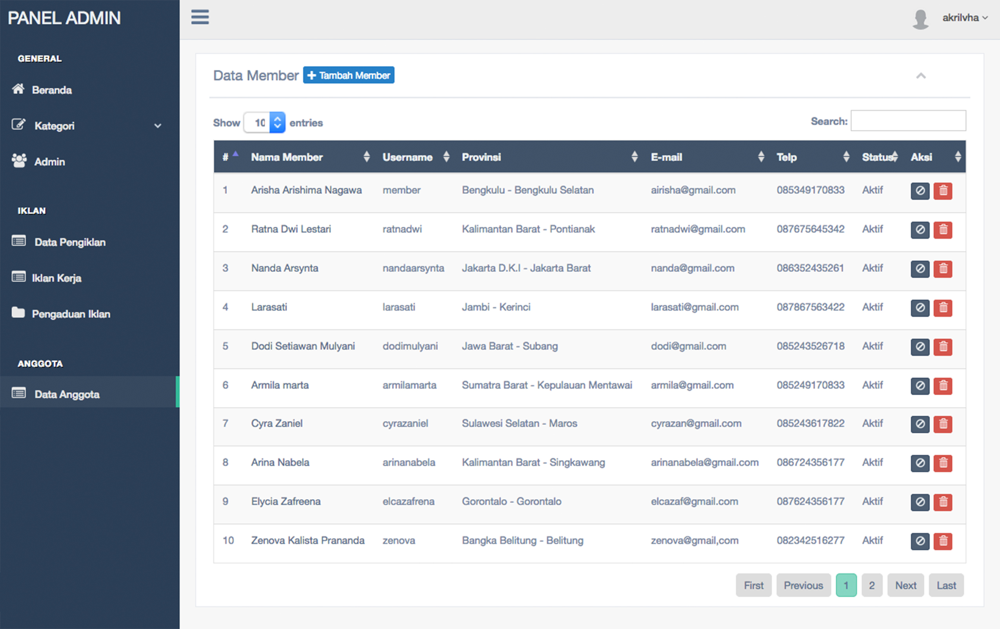 PANEL ADMIN
akrilvha
GENERAL
Beranda
Kategori
Admin
IKLAN
Data Pengiklan
Iklan Kerja
Pengaduan Iklan
ANGGOTA
Data Anggota
Data Member + Tambah Member
Show 10 entries
Search:
# Nama Member Username Provinsi E-mail Telp Status Aksi
1 Arisha Arishima Nagawa member Bengkulu - Bengkulu Selatan airisha@gmail.com 085349170833 Aktif
2 Ratna Dwi Lestari ratnadwi Kalimantan Barat - Pontianak ratnadwi@gmail.com 087675645342 Aktif
3 Nanda Arsynta nandaarsynta Jakarta D.K.I - Jakarta Barat nanda@gmail.com 086352435261 Aktif
4 Larasati larasati Jambi - Kerinci larasati@gmail.com 087867563422 Aktif
5 Dodi Setiawan Mulyani dodimulyani Jawa Barat - Subang dodi@gmail.com 085243526718 Aktif
6 Armila marta armilamarta Sumatra Barat - Kepulauan Mentawai armila@gmail.com 085249170833 Aktif
7 Cyra Zaniel cyrazaniel Sulawesi Selatan - Maros cyrazan@gmail.com 085243617822 Aktif
8 Arina Nabela arinanabela Kalimantan Barat - Singkawang arinanabela@gmail.com 086724356177 Aktif
9 Elycia Zafreena elcazafrena Gorontalo - Gorontalo elcazaf@gmail.com 087624356177 Aktif
10 Zenova Kalista Prananda zenova Bangka Belitung - Belitung zenova@gmail,com 082342516277 Aktif
First Previous 1 2 Next Last